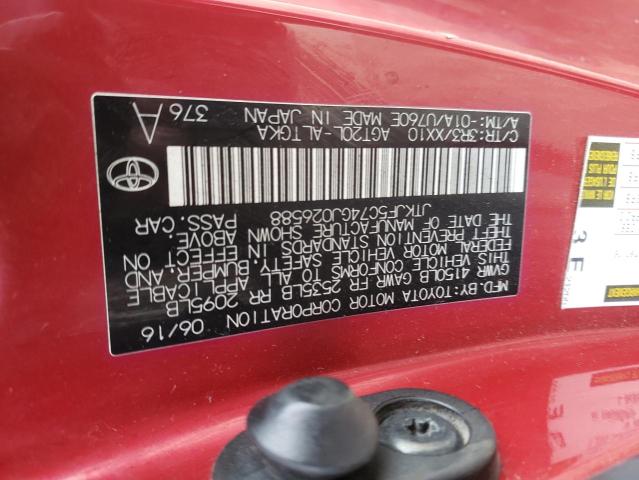 MFD. BY: TOYOTA MOTOR CORPORATION 06/16
GVWR 4150LB GAWR FR 2535LB RR 2095LB
THIS VEHICLE CONFORMS TO ALL APPLICABLE
FEDERAL MOTOR VEHICLE SAFETY, BUMPER, AND
THEFT PREVENTION STANDARDS IN EFFECT ON
THE DATE OF MANUFACTURE SHOWN ABOVE.
JTKJF5C74GJ026588 PASS. CAR
C/TR: 3R3/XX10 AGT20L-ALTGKA
A/TM: -01A/U760E MADE IN JAPAN
376 A
3 F